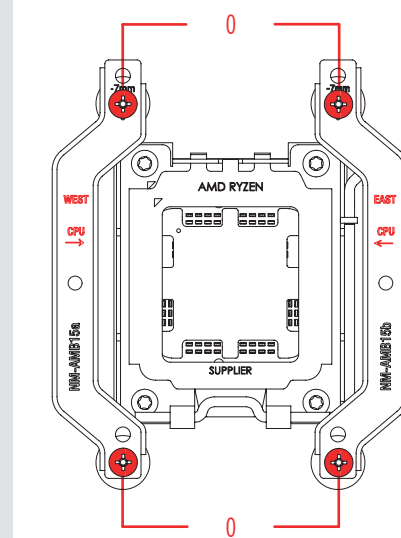 0
-7mm
-7mm
AMD RYZEN
WEST
EAST
CPU
CPU
NM-AMB15a
NM-AMB15b
SUPPLIER
0